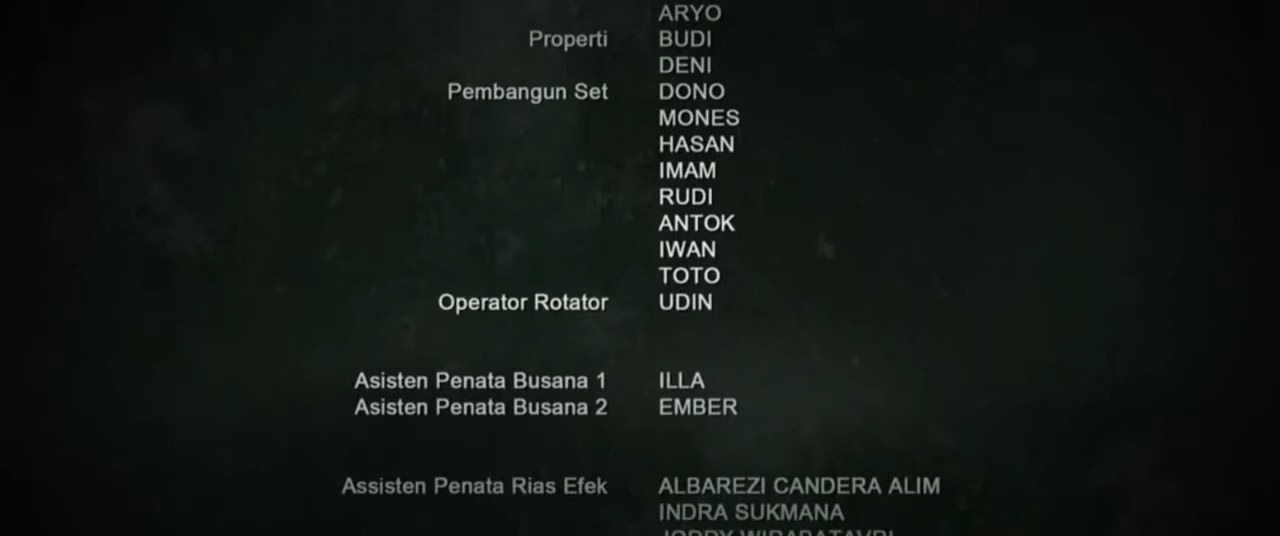 ARYO
Properti BUDI
DENI
Pembangun Set DONO
MONES
HASAN
IMAM
RUDI
ANTOK
IWAN
TOTO
Operator Rotator UDIN
Asisten Penata Busana 1 ILLA
Asisten Penata Busana 2 EMBER
Assisten Penata Rias Efek ALBAREZI CANDERA ALIM
INDRA SUKMANA